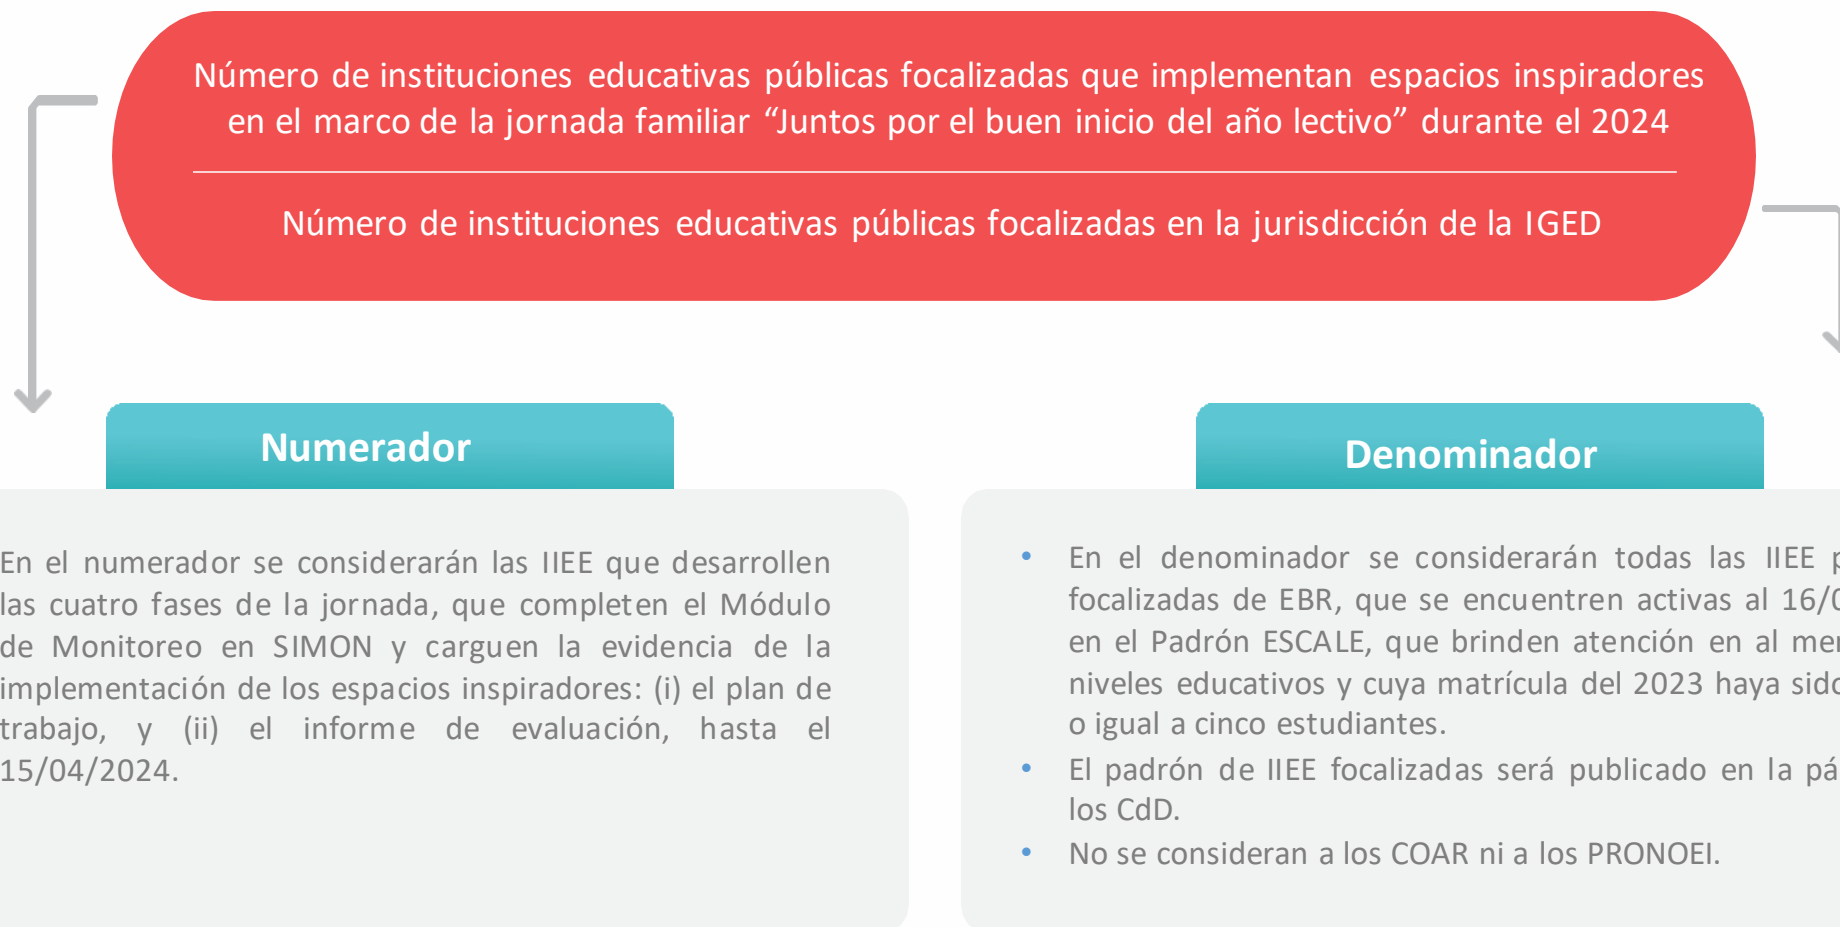 Número de instituciones educativas públicas focalizadas que implementan espacios inspiradores
en el marco de la jornada familiar “Juntos por el buen inicio del año lectivo” durante el 2024
Número de instituciones educativas públicas focalizadas en la jurisdicción de la IGED
Numerador
En el numerador se considerarán las IIEE que desarrollen
las cuatro fases de la jornada, que completen el Módulo
de Monitoreo en SIMON y carguen la evidencia de la
implementación de los espacios inspiradores: (i) el plan de
trabajo, y (ii) el informe de evaluación, hasta el
15/04/2024.
Denominador
• En el denominador se considerarán todas las IIEE
focalizadas de EBR, que se encuentren activas al
en el Padrón ESCALE, que brinden atención en al
niveles educativos y cuya matrícula del 2023 haya sido
o igual a cinco estudiantes.
• El padrón de IIEE focalizadas será publicado en la
los CdD.
• No se consideran a los COAR ni a los PRONOEI.